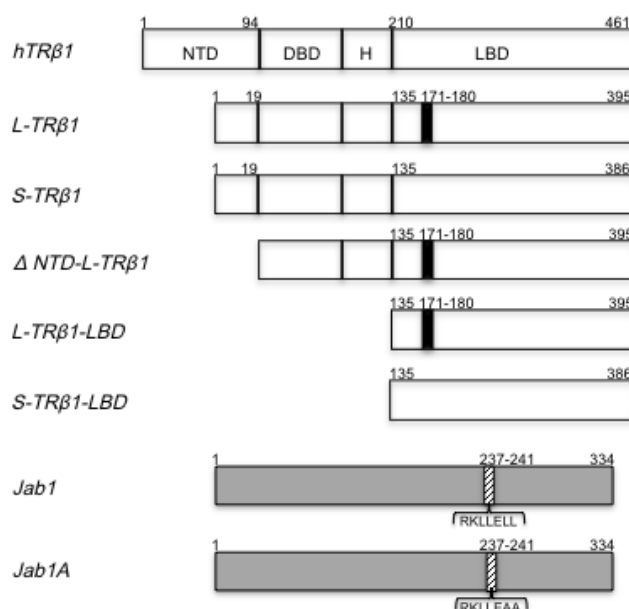 1 94 210 461
hTRβ1 NTD DBD H LBD
1 19 135 171-180 395
L-TRβ1
1 19 135 386
S-TRβ1
135 171-180 395
Δ NTD-L-TRβ1
135 171-180 395
L-TRβ1-LBD
135 386
S-TRβ1-LBD
1 237-241 334
Jab1
RKLLELL
1 237-241 334
Jab1A
RKLLEAA